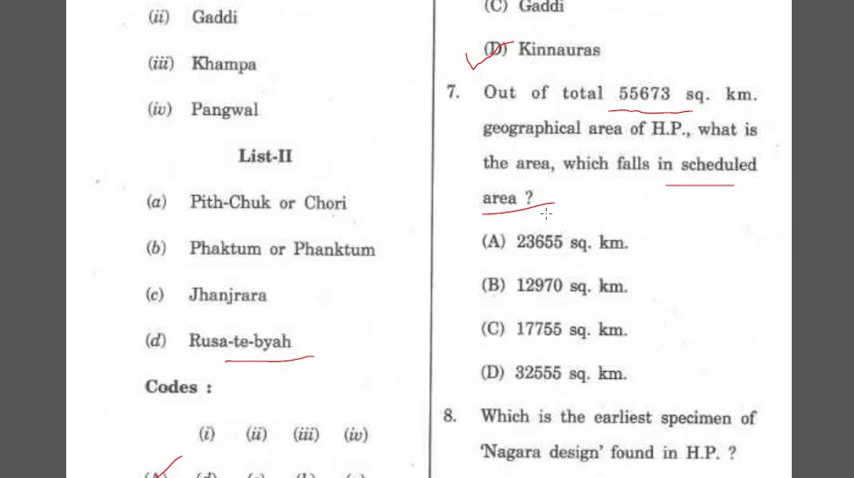 (ii) Gaddi
(iii) Khampa
(iv) Pangwal
List-II
(a) Pith-Chuk or Chori
(b) Phaktum or Phanktum
(c) Jhanjrara
(d) Rusa-te-byah
Codes :
(i) (ii) (iii) (iv)
(C) Gaddi
(D) Kinnauras
7. Out of total 55673 sq. km.
geographical area of H.P., what is
the area, which falls in scheduled
area ?
(A) 23655 sq. km.
(B) 12970 sq. km.
(C) 17755 sq. km.
(D) 32555 sq. km.
8. Which is the earliest specimen of
'Nagara design' found in H.P. ?